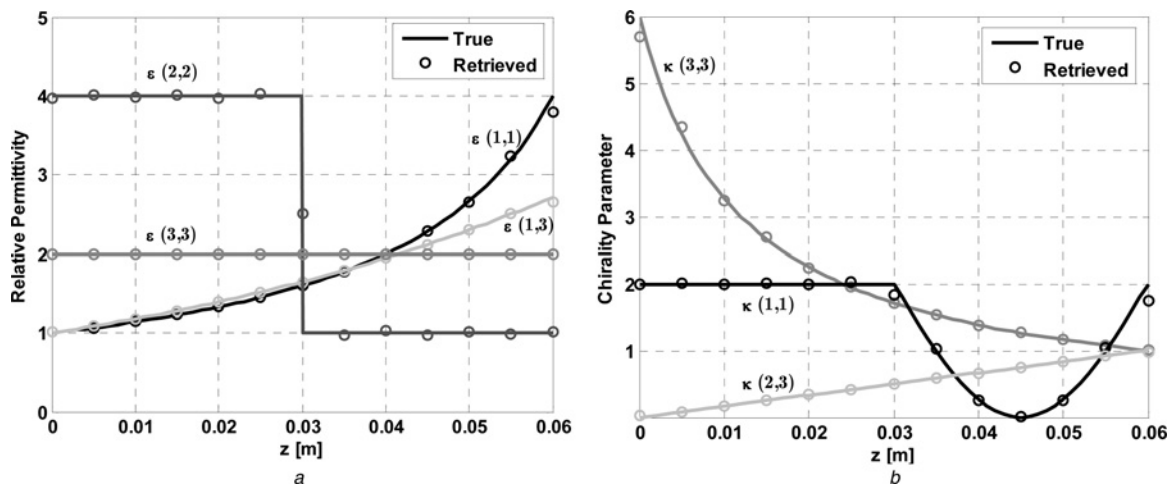 5
4
3
2
1
0
Relative Permittivity
True
Retrieved
ε (2,2)
ε (1,1)
ε (3,3)
ε (1,3)
0 0.01 0.02 0.03 0.04 0.05 0.06
z [m]
a
6
5
4
3
2
1
Chirality Parameter
True
Retrieved
κ (3,3)
κ (1,1)
κ (2,3)
0 0.01 0.02 0.03 0.04 0.05 0.06
z [m]
b